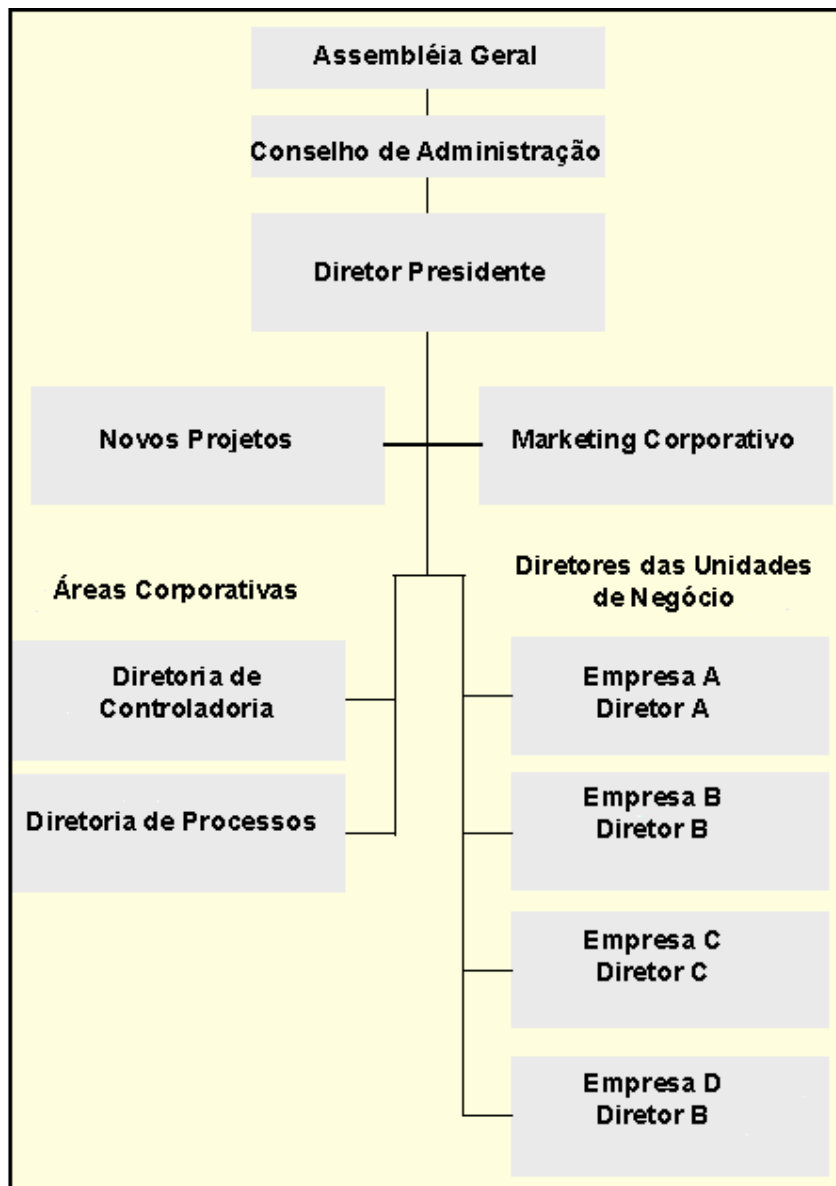 Assembléia Geral
Conselho de Administração
Diretor Presidente
Novos Projetos
Marketing Corporativo
Áreas Corporativas
Diretoria de
Controladoria
Diretoria de Processos
Diretores das Unidades
de Negócio
Empresa A
Diretor A
Empresa B
Diretor B
Empresa C
Diretor C
Empresa D
Diretor B